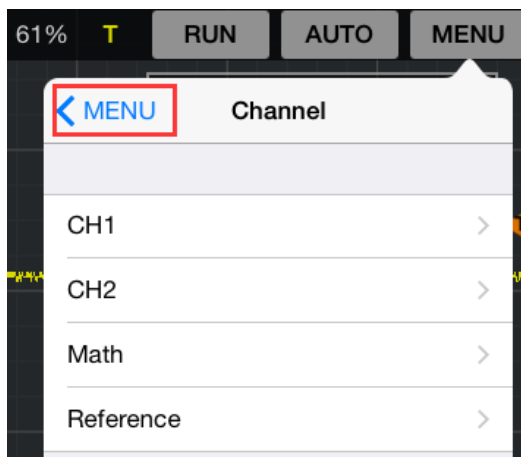 61% T RUN AUTO MENU
MENU Channel
CH1
CH2
Math
Reference